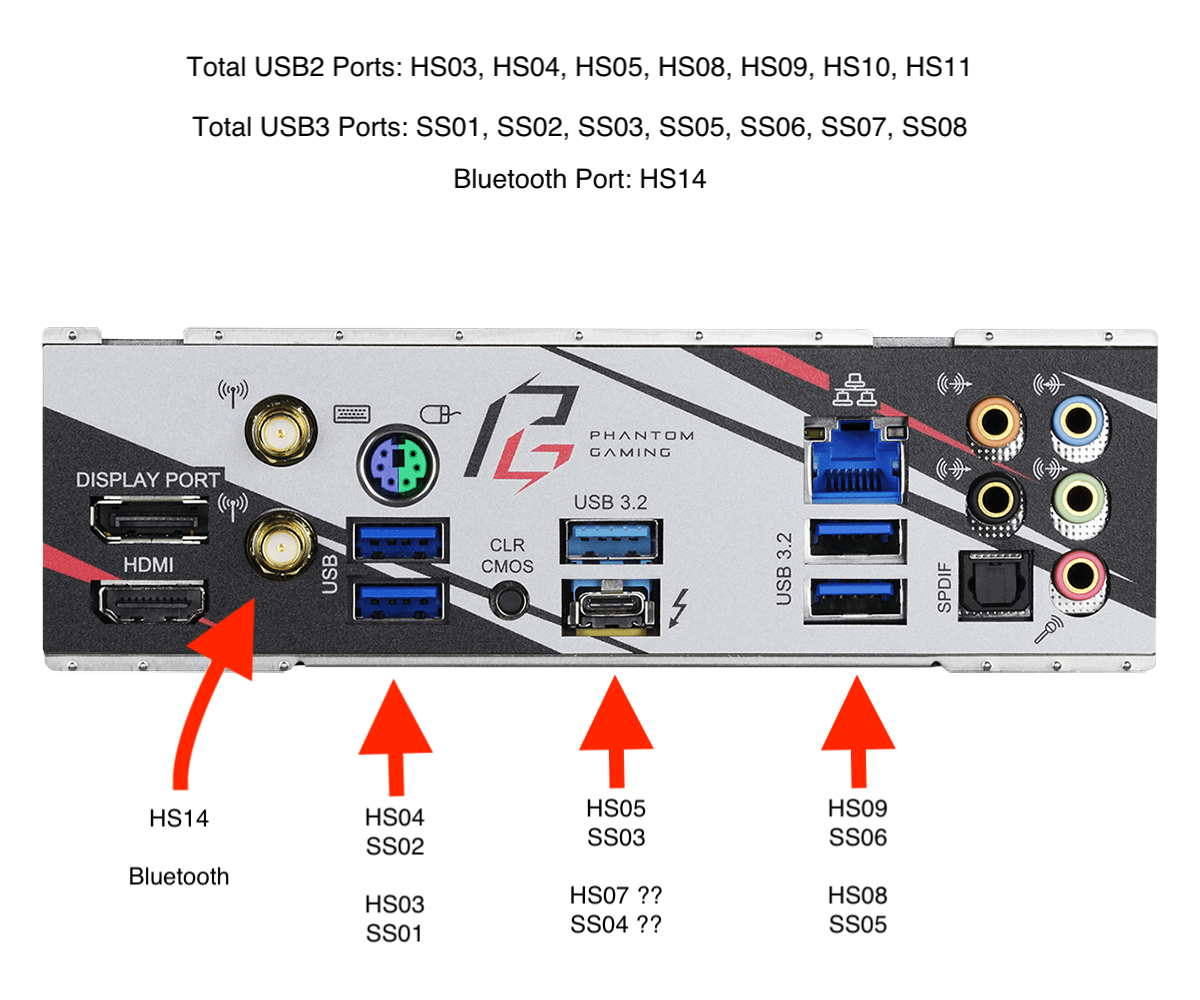 Total USB2 Ports: HS03, HS04, HS05, HS08, HS09, HS10, HS11
Total USB3 Ports: SS01, SS02, SS03, SS05, SS06, SS07, SS08
Bluetooth Port: HS14
PHANTOM
GAMING
DISPLAY PORT
HDMI
USB
CLR
CMOS
USB 3.2
USB 3.2
SPDIF
HS14
Bluetooth
HS04
SS02
HS03
SS01
HS05
SS03
HS07 ??
SS04 ??
HS09
SS06
HS08
SS05